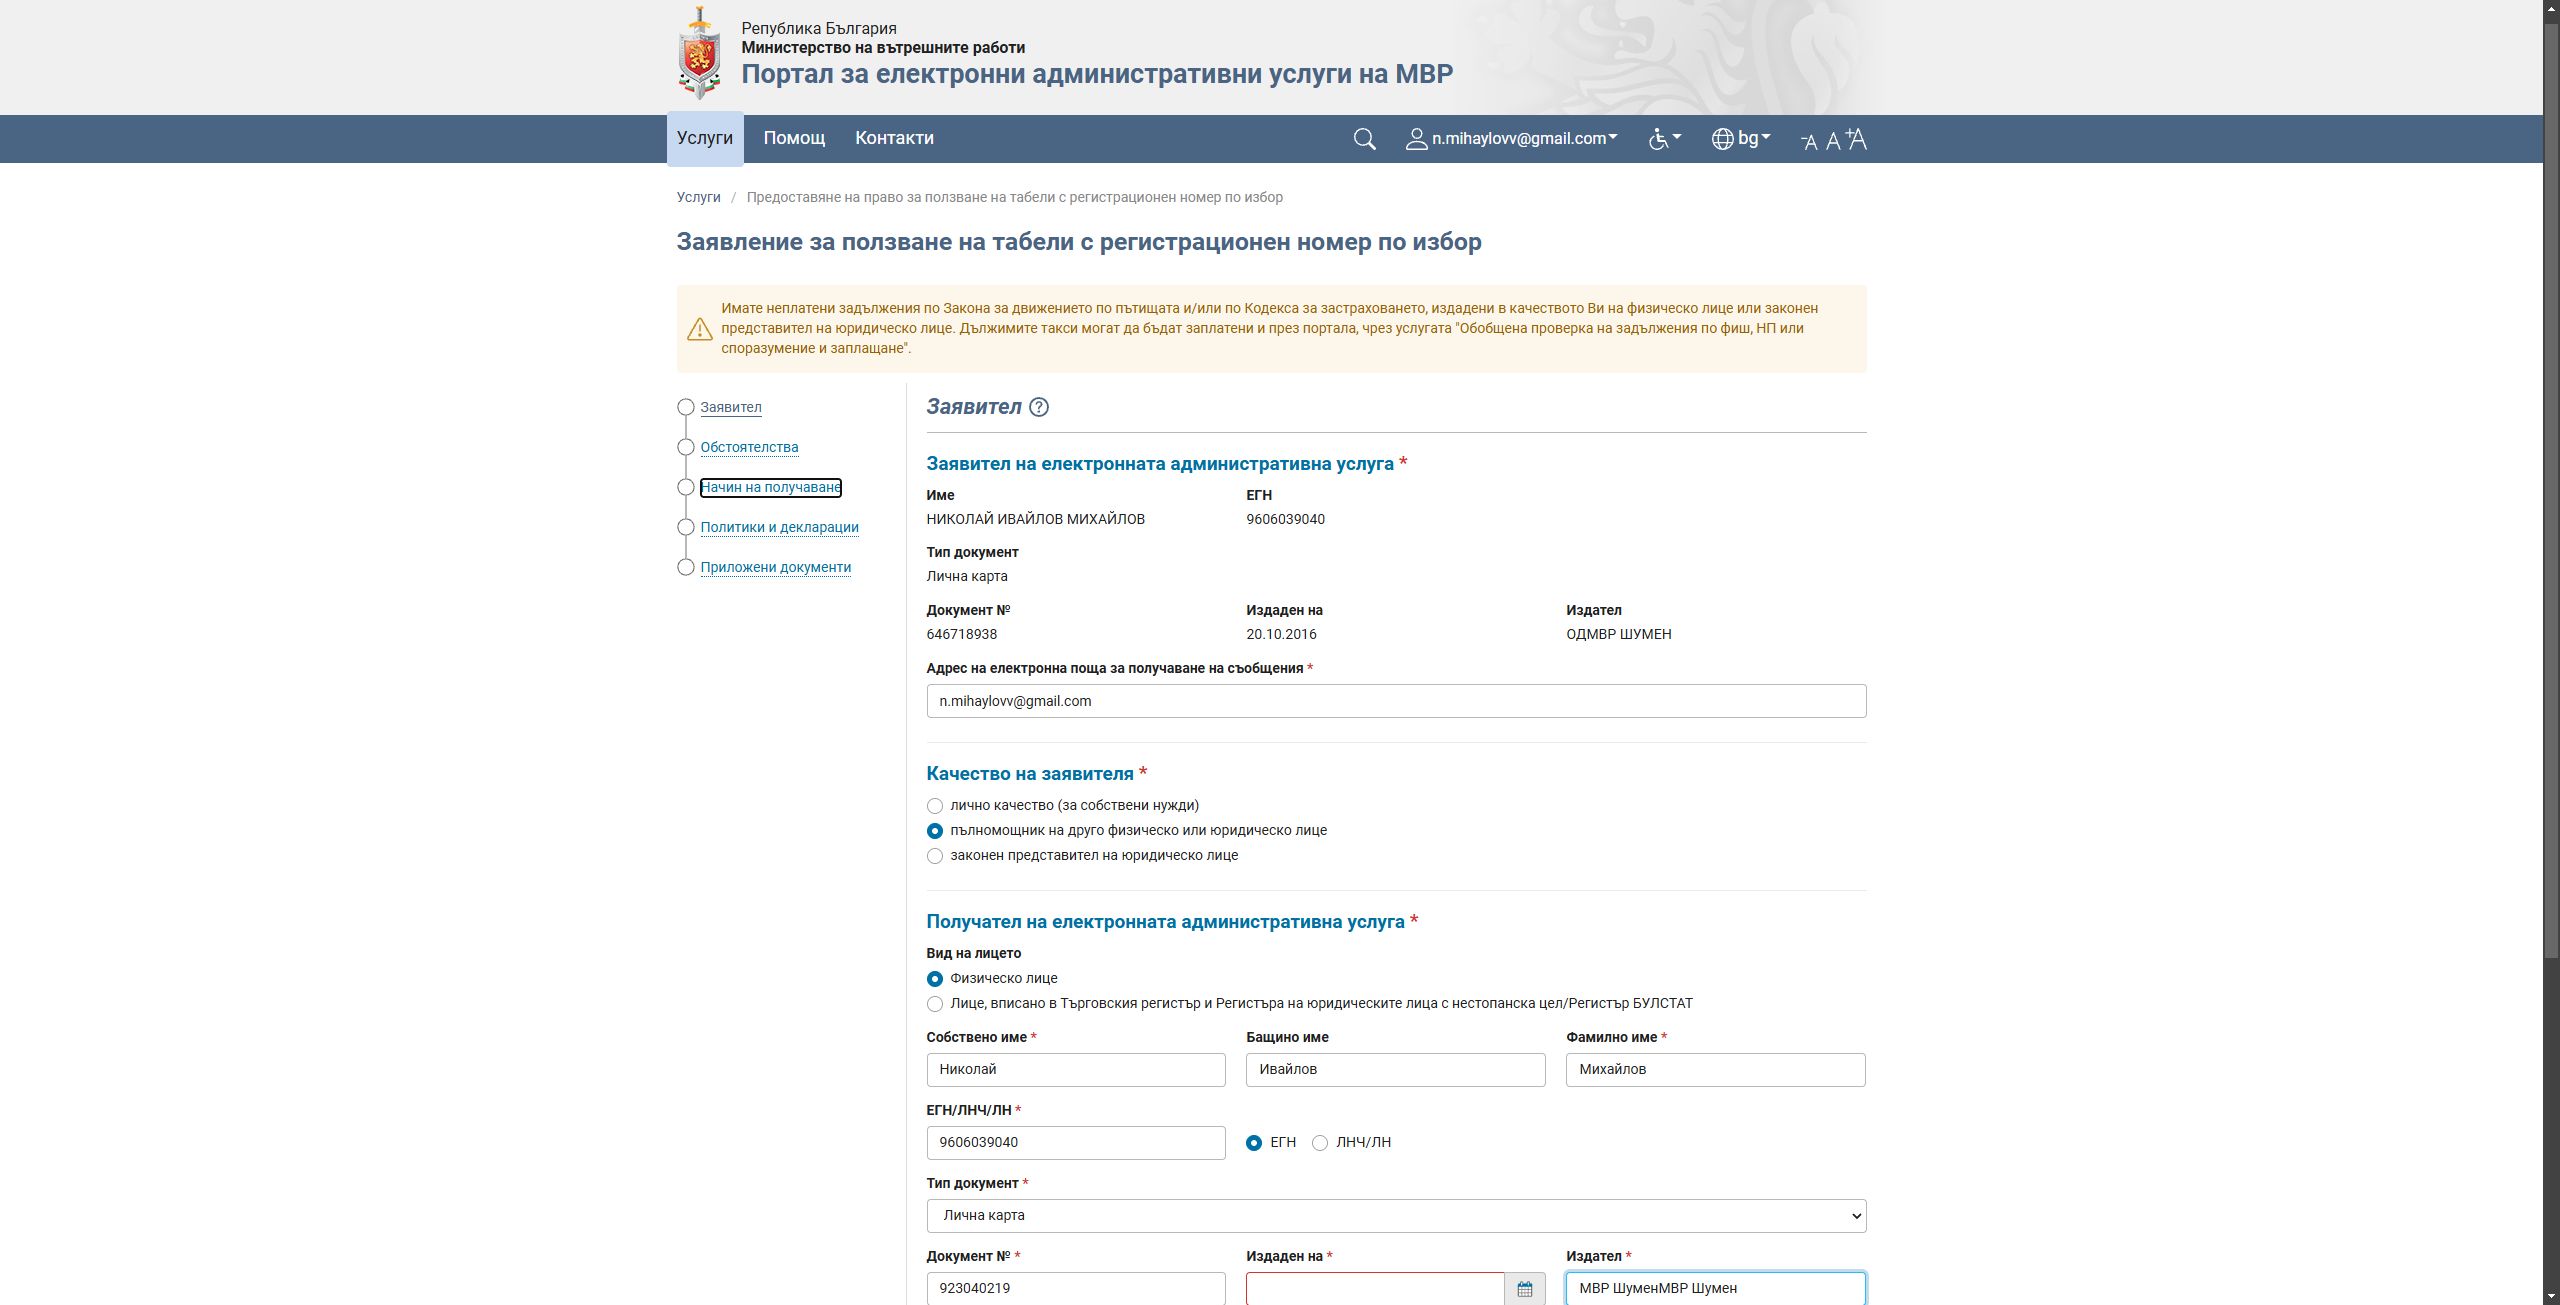 Република България
Министерство на вътрешните работи
Портал за електронни административни услуги на МВР
Услуги Помощ Контакти n.mihaylovv@gmail.com bg -A A +A
Услуги / Предоставяне на право за ползване на табели с регистрационен номер по избор
Заявление за ползване на табели с регистрационен номер по избор
Имате неплатени задължения по Закона за движението по пътищата и/или по Кодекса за застраховането, издадени в качеството Ви на физическо лице или законен
представител на юридическо лице. Дължимите такси могат да бъдат заплатени и през портала, чрез услугата "Обобщена проверка на задължения по фиш, НП или
споразумение и заплащане".
Заявител
Обстоятелства
Начин на получаване
Политики и декларации
Приложени документи
Заявител ?
Заявител на електронната административна услуга *
Име ЕГН
НИКОЛАЙ ИВАЙЛОВ МИХАЙЛОВ 9606039040
Тип документ
Лична карта
Документ № Издаден на Издател
646718938 20.10.2016 ОДМВР ШУМЕН
Адрес на електронна поща за получаване на съобщения *
n.mihaylovv@gmail.com
Качество на заявителя *
лично качество (за собствени нужди)
пълномощник на друго физическо или юридическо лице
законен представител на юридическо лице
Получател на електронната административна услуга *
Вид на лицето
Физическо лице
Лице, вписано в Търговския регистър и Регистъра на юридическите лица с нестопанска цел/Регистър БУЛСТАТ
Собствено име * Бащино име Фамилно име *
Николай Ивайлов Михайлов
ЕГН/ЛНЧ/ЛН *
9606039040 ЕГН ЛНЧ/ЛН
Тип документ *
Лична карта
Документ № * Издаден на * Издател *
923040219 МВР ШуменМВР Шумен